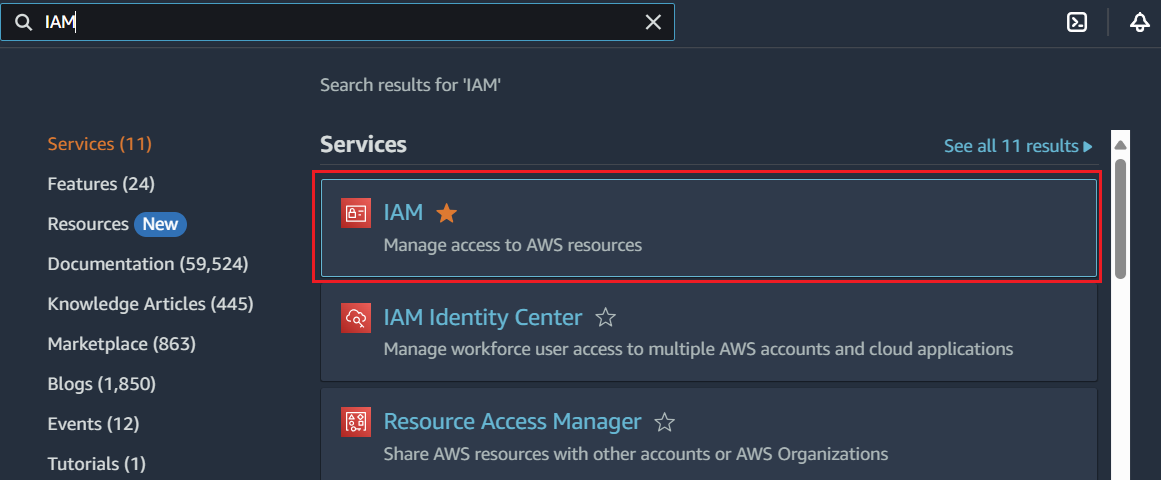 IAM
Search results for 'IAM'
Services (11)
Features (24)
Resources New
Documentation (59,524)
Knowledge Articles (445)
Marketplace (863)
Blogs (1,850)
Events (12)
Tutorials (1)
Services
See all 11 results
IAM
Manage access to AWS resources
IAM Identity Center
Manage workforce user access to multiple AWS accounts and cloud applications
Resource Access Manager
Share AWS resources with other accounts or AWS Organizations